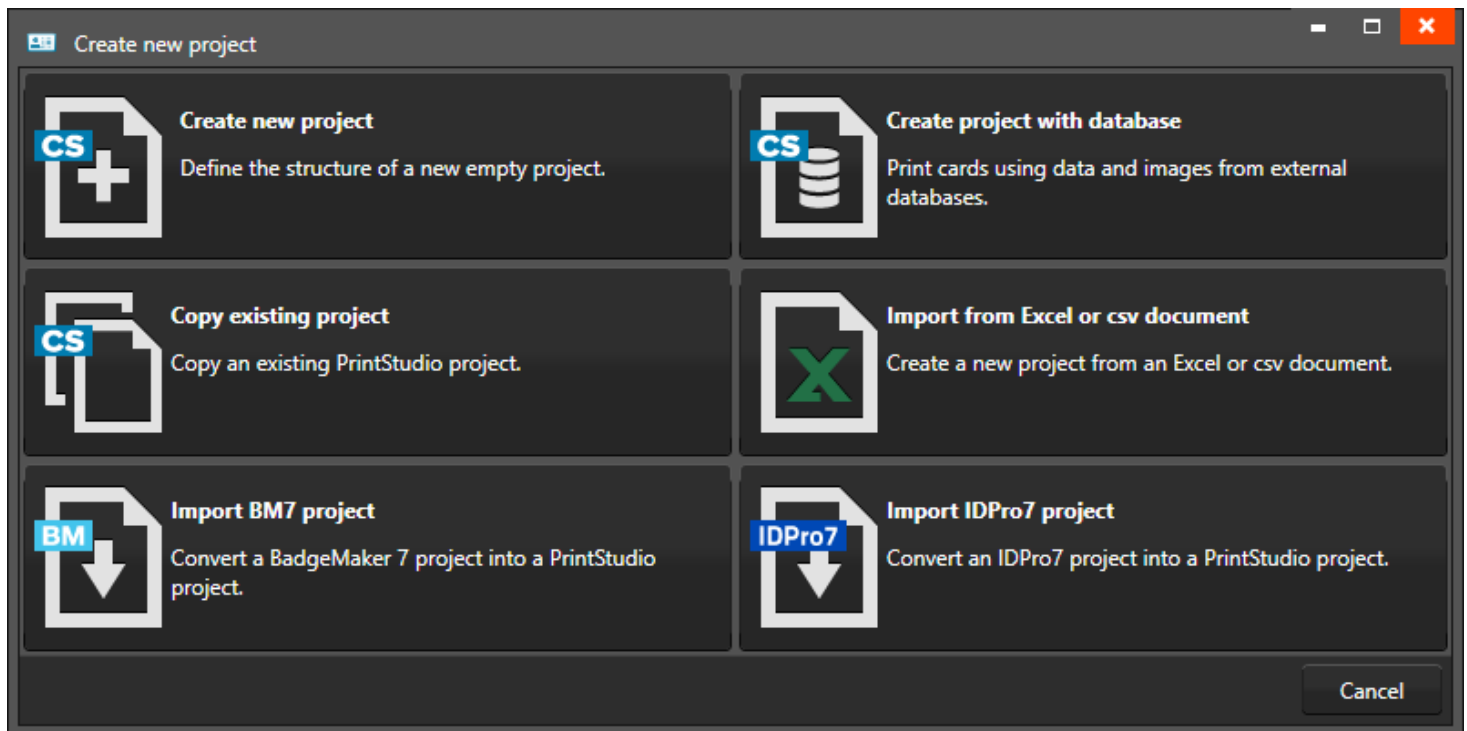 Create new project
CS
Create new project
Define the structure of a new empty project.
CS
Create project with database
Print cards using data and images from external
databases.
CS
Copy existing project
Copy an existing PrintStudio project.
X
Import from Excel or csv document
Create a new project from an Excel or csv document.
BM
Import BM7 project
Convert a BadgeMaker 7 project into a PrintStudio
project.
IDPro7
Import IDPro7 project
Convert an IDPro7 project into a PrintStudio project.
Cancel